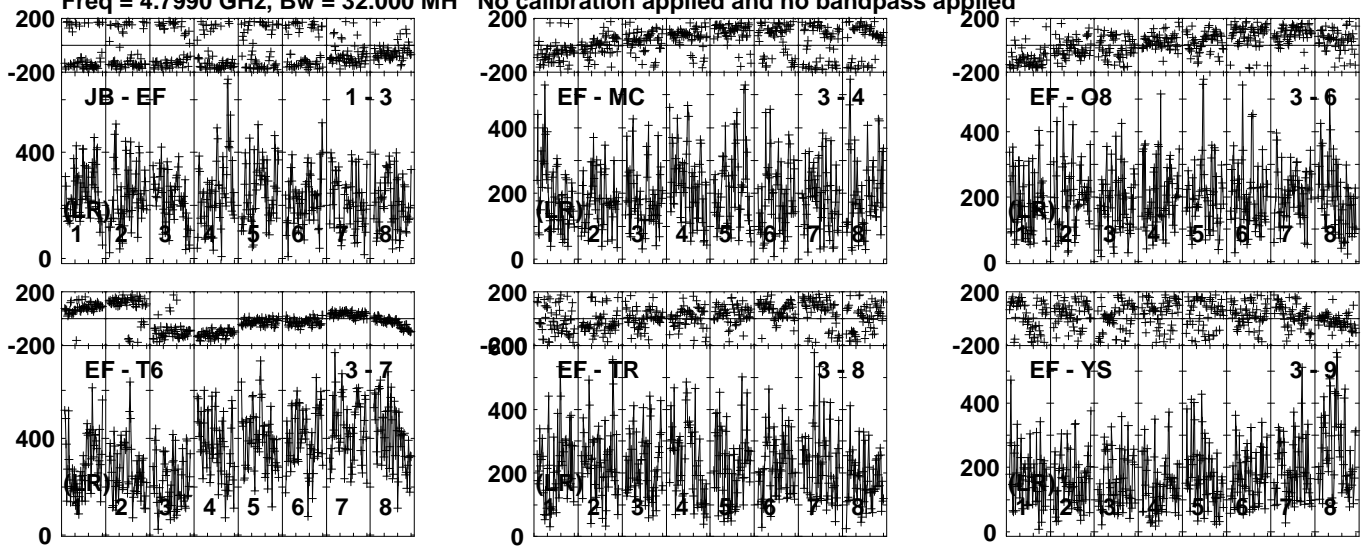 Freq = 4.7990 GHz, Bw = 32.000 MH No calibration applied and no bandpass applied
200
-200
JB - EF 1 - 3
400
(LR)
1 2 3 4 5 6 7 8
0
200
-200
EF - MC 3 - 4
400
200
(LR)
1 2 3 4 5 6 7 8
0
200
-200
EF - O8 3 - 6
400
200
(LR)
1 2 3 4 5 6 7 8
0
200
-200
EF - T6 3 - 7
400
(LR)
1 2 3 4 5 6 7 8
0
200
EF - TR 3 - 8
400
200
(LR)
1 2 3 4 5 6 7 8
0
200
-200
EF - YS 3 - 9
400
200
(LR)
1 2 3 4 5 6 7 8
0